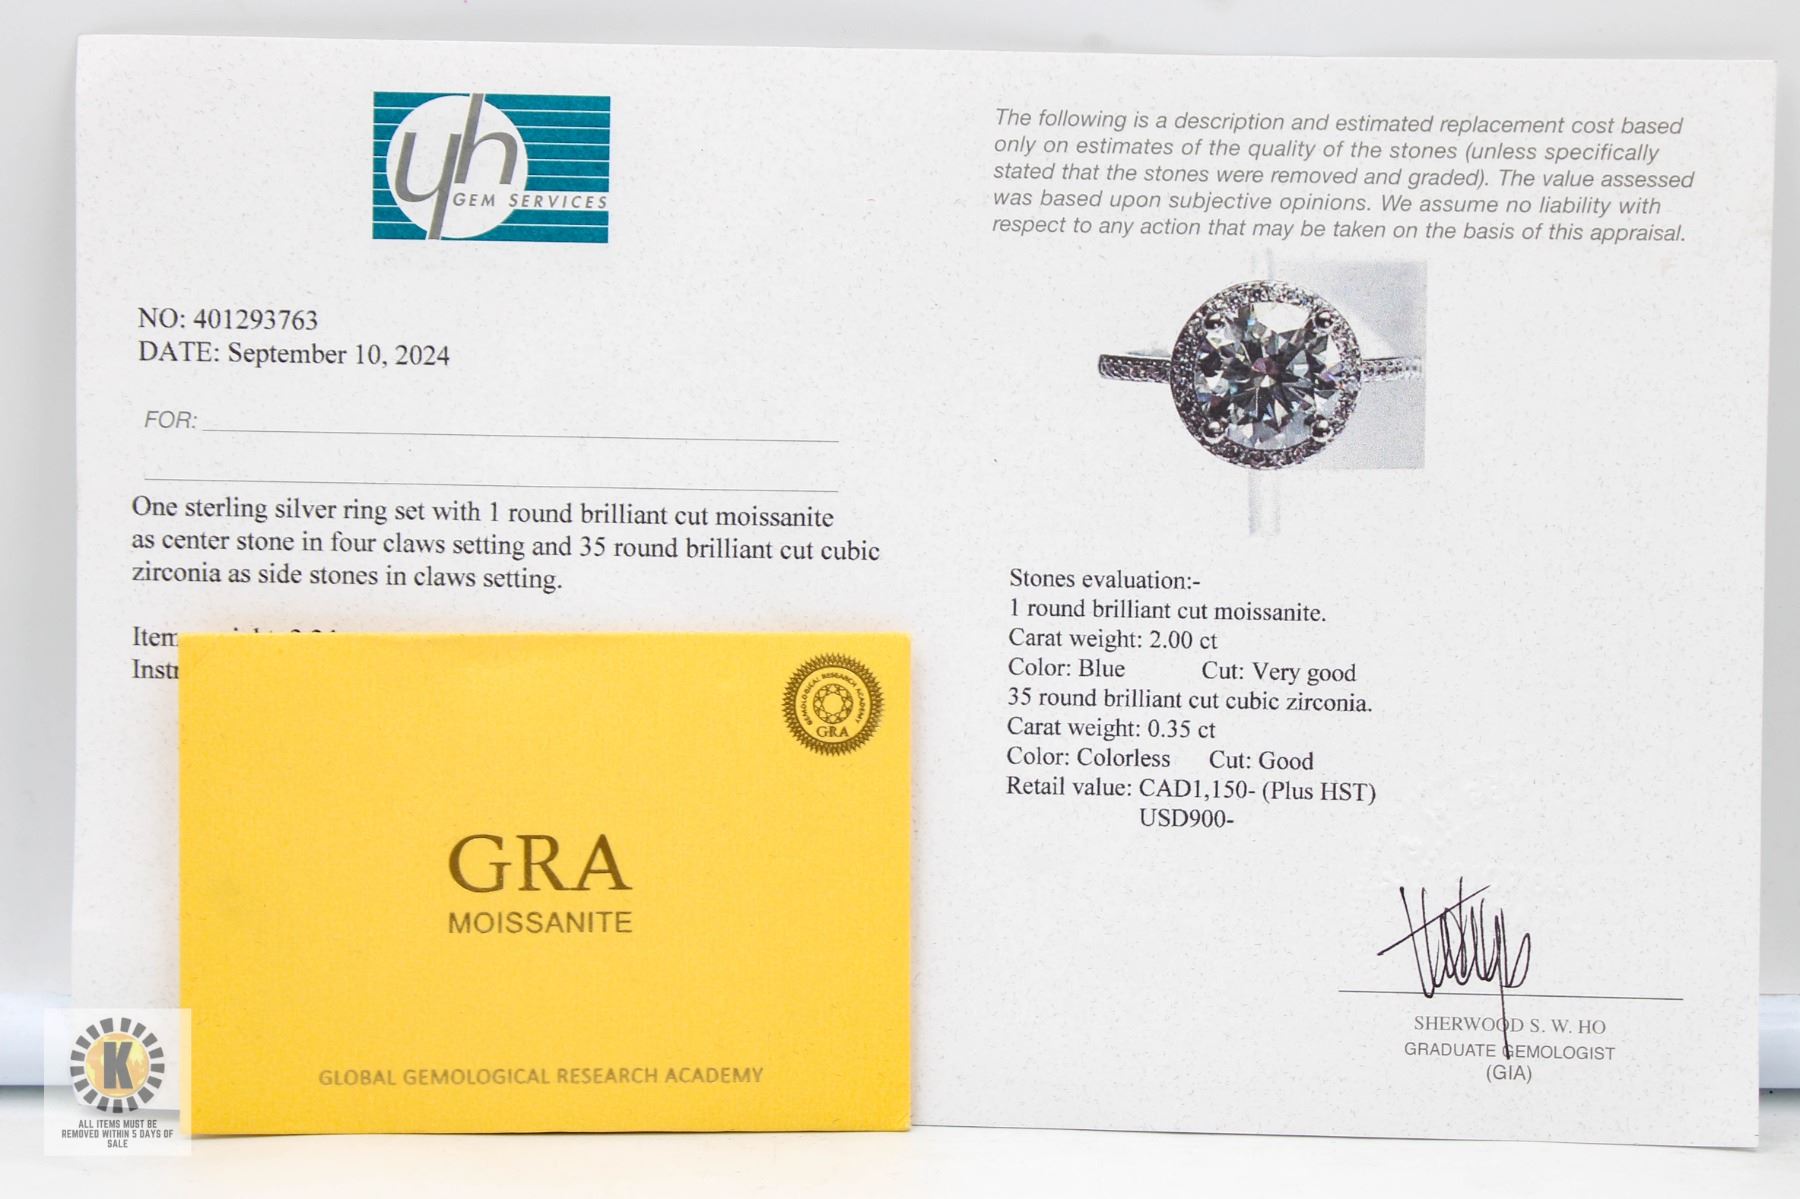 yh
GEM SERVICES
NO: 401293763
DATE: September 10, 2024
FOR:
One sterling silver ring set with 1 round brilliant cut moissanite
as center stone in four claws setting and 35 round brilliant cut cubic
zirconia as side stones in claws setting.
Item
The following is a description and estimated replacement cost based
only on estimates of the quality of the stones (unless specifically
stated that the stones were removed and graded). The value assessed
was based upon subjective opinions. We assume no liability with
respect to any action that may be taken on the basis of this appraisal.
Stones evaluation:-
1 round brilliant cut moissanite.
Carat weight: 2.00 ct
Color: Blue Cut: Very good
35 round brilliant cut cubic zirconia.
Carat weight: 0.35 ct
Color: Colorless Cut: Good
Retail value: CAD1,150- (Plus HST)
USD900-
SHERWOOD S. W. HO
GRADUATE GEMOLOGIST
(GIA)
GEMOLOGICAL RESEARCH ACADEMY
GRA
GRA
MOISSANITE
GLOBAL GEMOLOGICAL RESEARCH ACADEMY
K
ALL ITEMS MUST BE
REMOVED WITHIN 5 DAYS OF
SALE